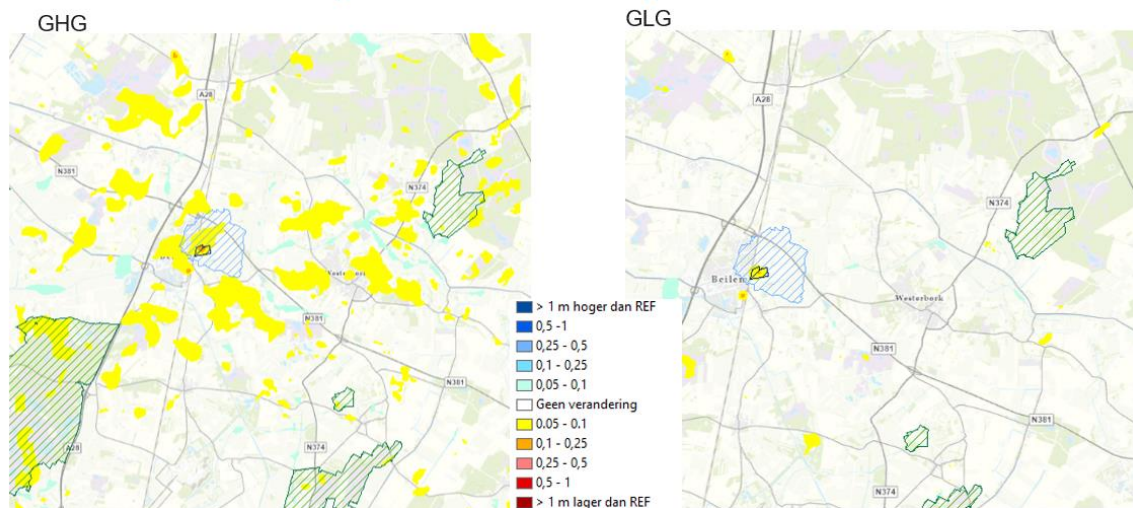 GHG
GLG
A28
N381
N374
N381
N381
N374
A28
> 1 m hoger dan REF
0,5 -1
0,25 - 0,5
0,1 - 0,25
0,05 - 0,1
Geen verandering
0.05 - 0.1
0,1 - 0,25
0,25 - 0,5
0,5 - 1
> 1 m lager dan REF
A28
N374
Beilen
Westerbork
N381
N381
N374